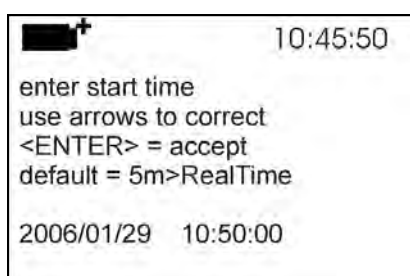 10:45:50
enter start time
use arrows to correct
<ENTER> = accept
default = 5m>RealTime
2006/01/29 10:50:00